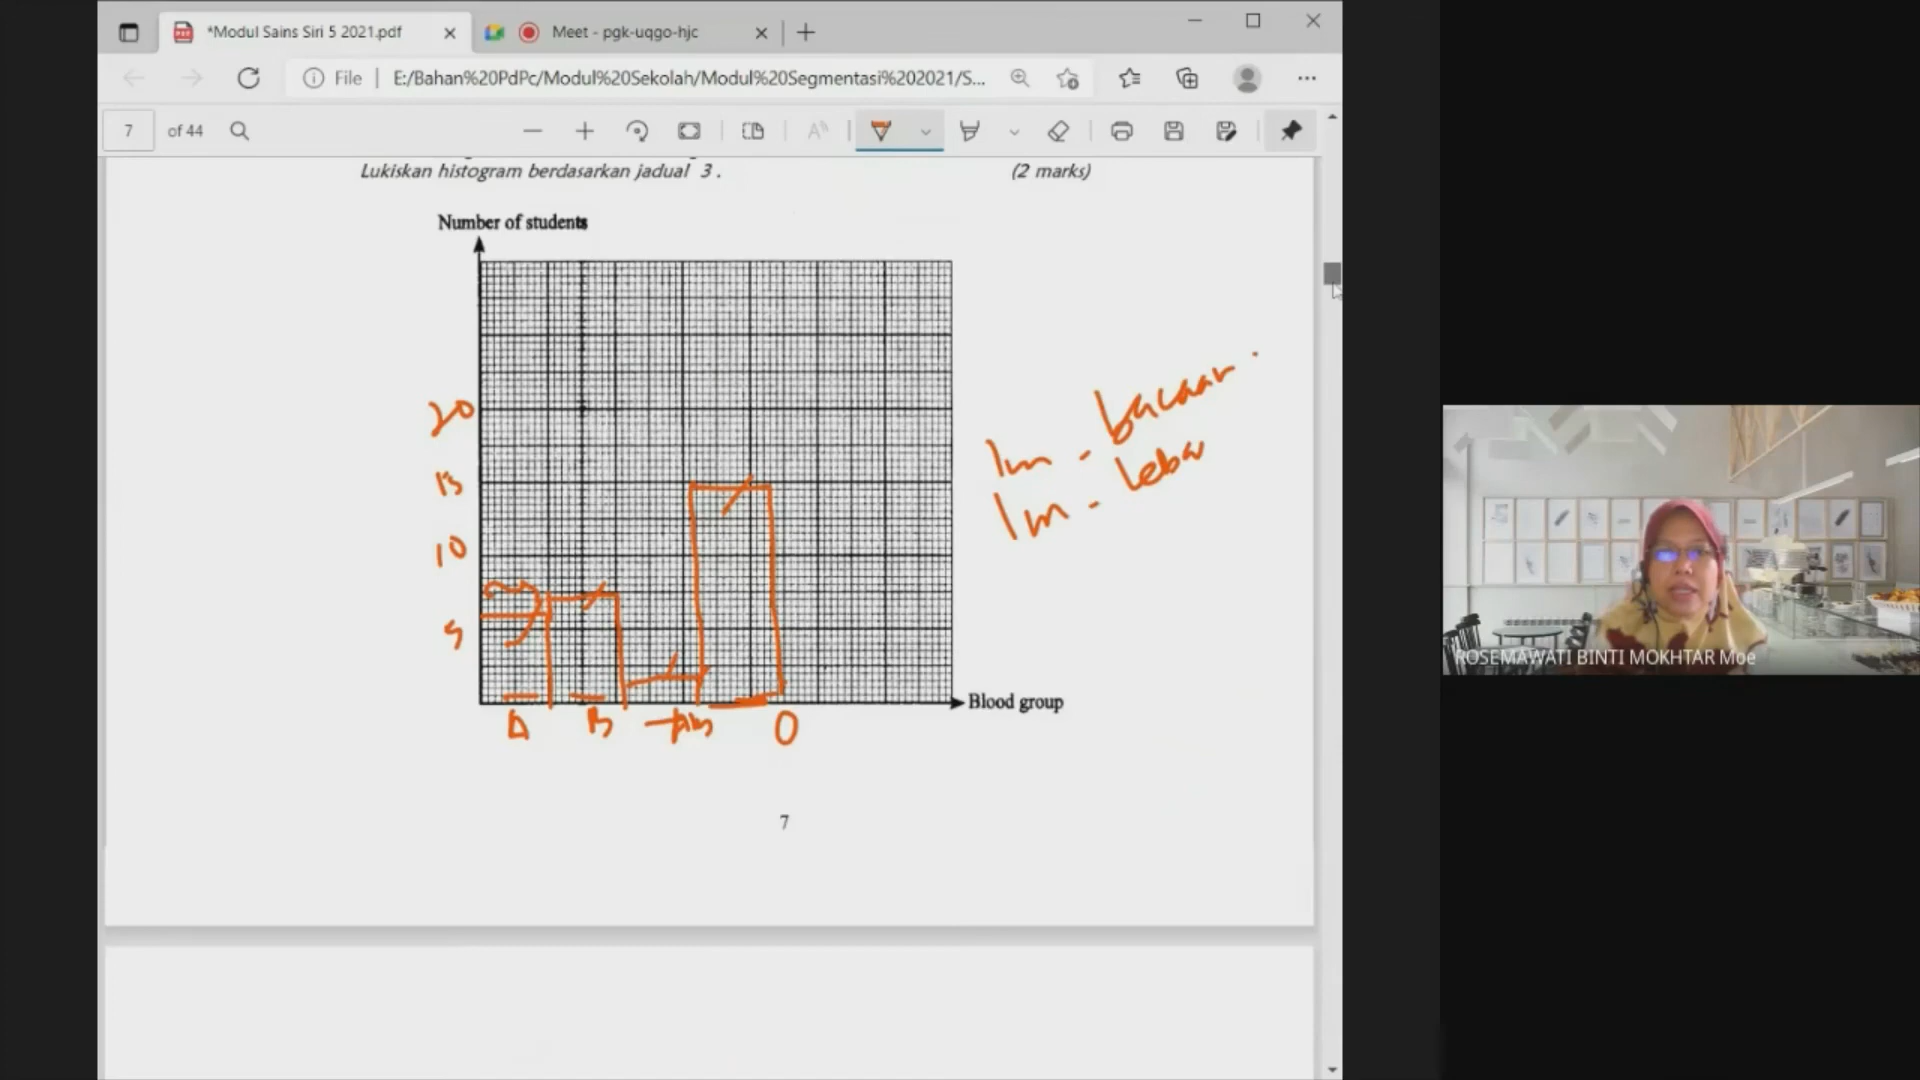 *Modul Sains Siri 5 2021.pdf
Meet - pgk-uqgo-hjc
File
E:/Bahan%20PdPc/Modul%20Sekolah/Modul%20Segmentasi%202021/S...
7 of 44
Lukiskan histogram berdasarkan jadual 3 . (2 marks)
Number of students
20
15
10
5
A B AB O
Blood group
1m - bacaan
1m - lebar
7
ROSEMAWATI BINTI MOKHTAR Moe